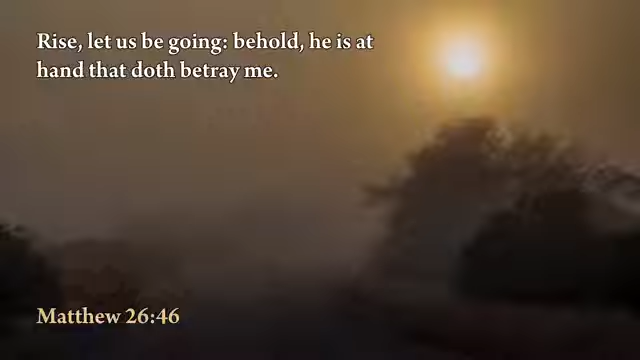 Rise, let us be going: behold, he is at
hand that doth betray me.
Matthew 26:46